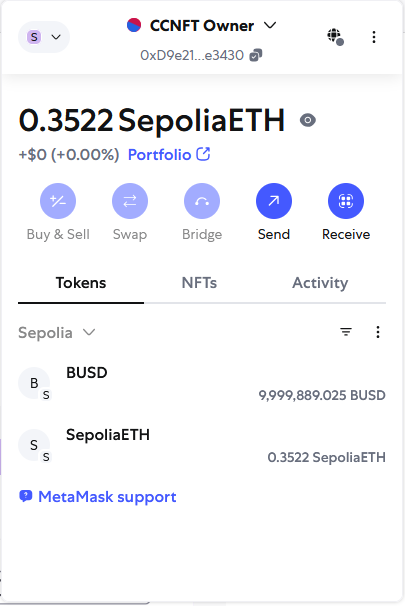 S
CCNFT Owner
0xD9e21...e3430
0.3522 SepoliaETH
+$0 (+0.00%) Portfolio
Buy & Sell Swap Bridge Send Receive
Tokens NFTs Activity
Sepolia
B S BUSD
9,999,889.025 BUSD
S S SepoliaETH
0.3522 SepoliaETH
MetaMask support